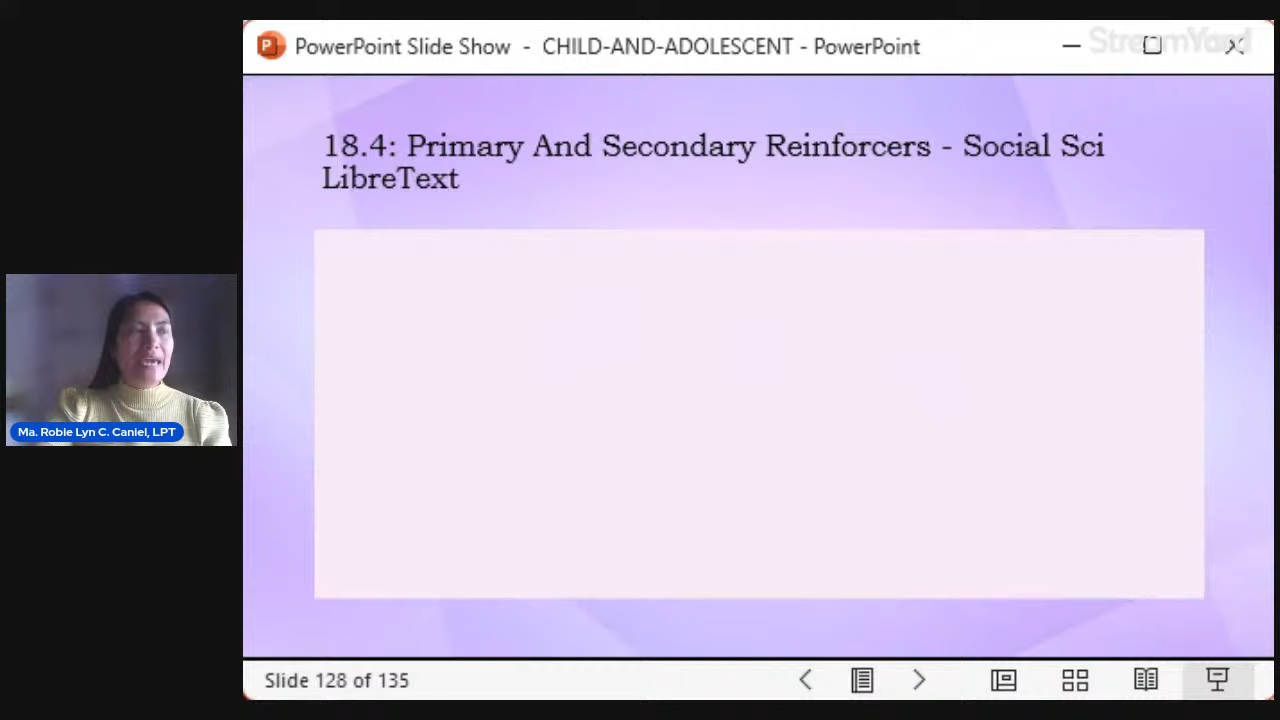 PowerPoint Slide Show - CHILD-AND-ADOLESCENT - PowerPoint
StreamYard
18.4: Primary And Secondary Reinforcers - Social Sci
LibreText
Ma. Robie Lyn C. Caniel, LPT
Slide 128 of 135